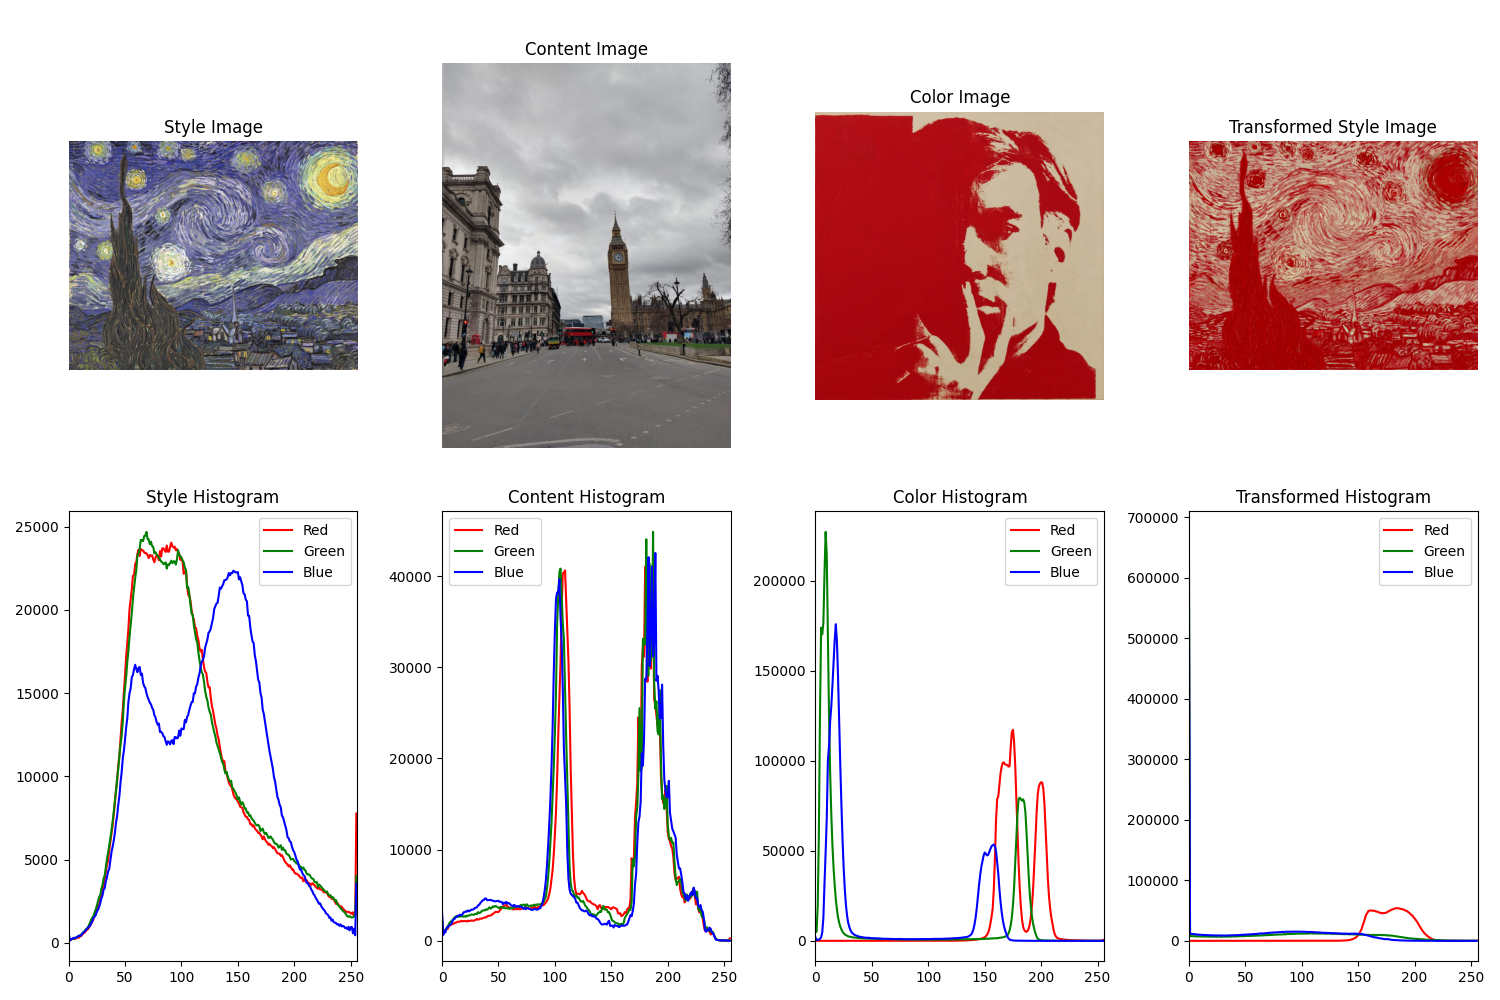 Style Image
Content Image
Color Image
Transformed Style Image
Style Histogram
25000
20000
15000
10000
5000
0
0 50 100 150 200 250
Red
Green
Blue
Content Histogram
40000
30000
20000
10000
0
0 50 100 150 200 250
Red
Green
Blue
Color Histogram
200000
150000
100000
50000
0
0 50 100 150 200 250
Red
Green
Blue
Transformed Histogram
700000
600000
500000
400000
300000
200000
100000
0
0 50 100 150 200 250
Red
Green
Blue